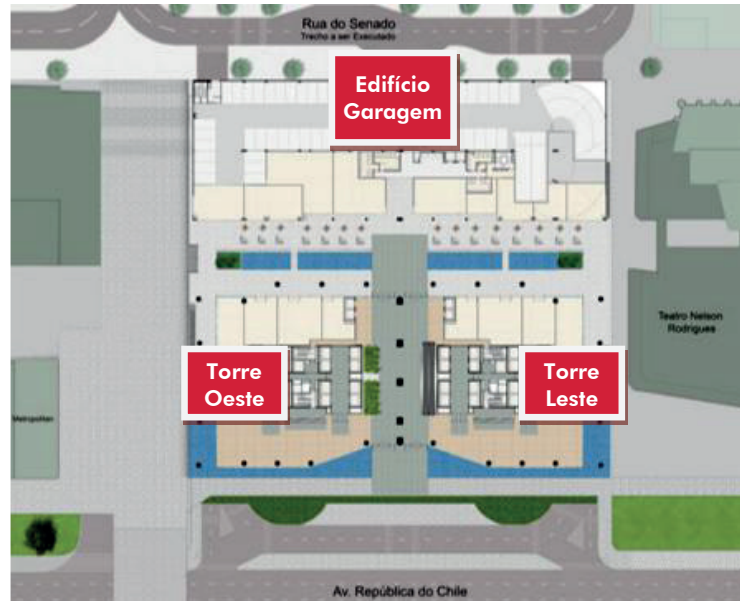 Rua do Senado
Trecho a ser Executado
Edifício
Garagem
Teatro Nelson
Rodrigues
Torre
Oeste
Torre
Leste
Metropolitan
Av. República do Chile